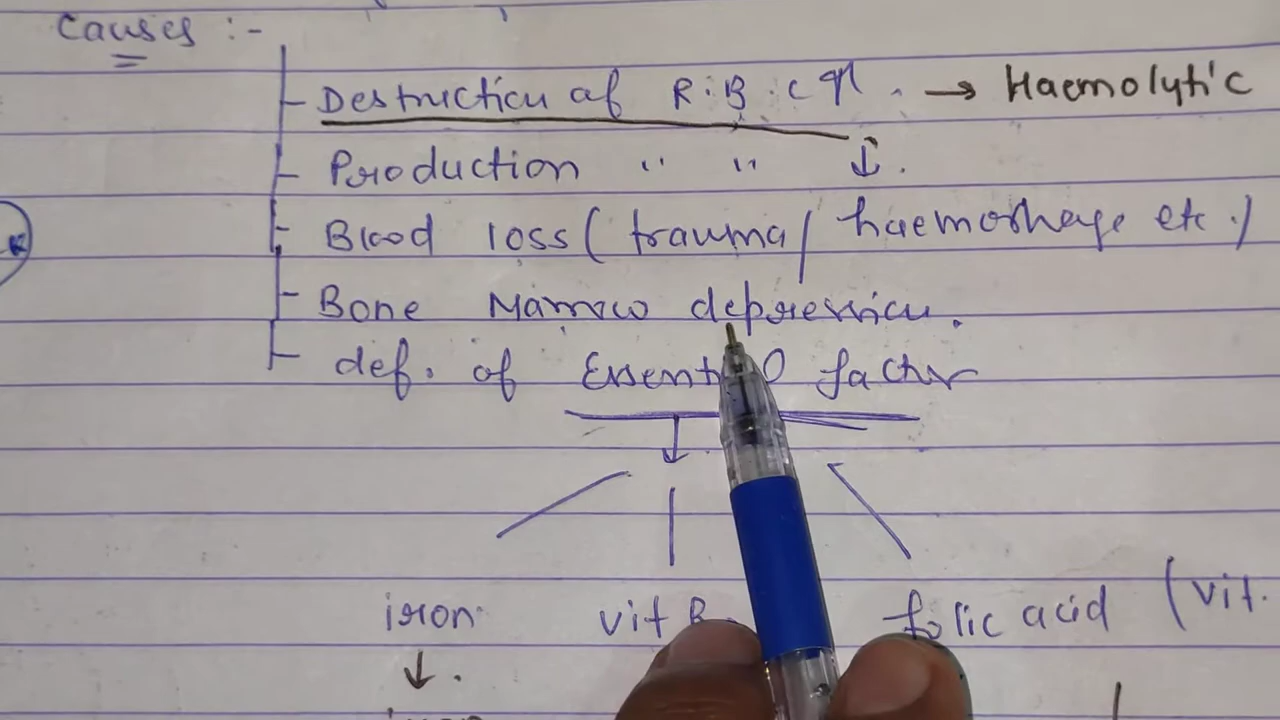 Causes :-
Destruction of R.B.C ↑. → Haemolytic
Production " " ↓.
Blood loss ( trauma / haemorrhage etc.)
Bone Marrow depression.
def. of Essential factor
↓
iron vit B folic acid (vit.
↓.